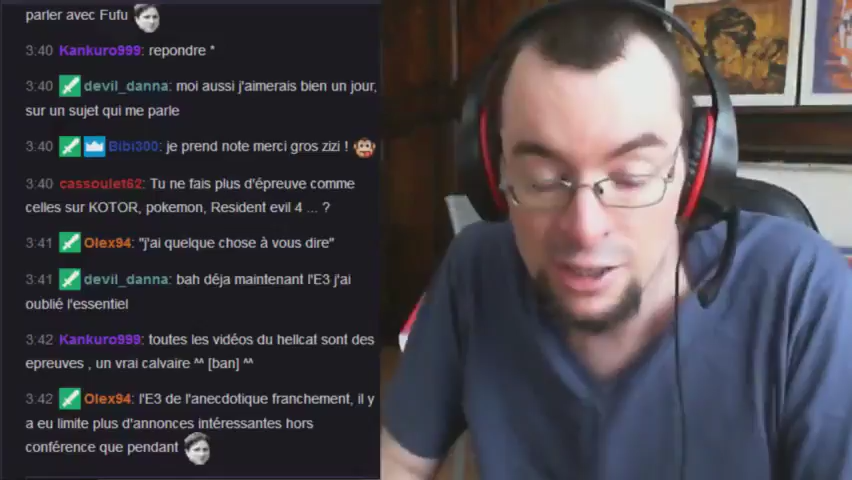 parler avec Fufu
3:40 Kankuro999: repondre *
3:40 devil_danna: moi aussi j'aimerais bien un jour,
sur un sujet qui me parle
3:40 Bibi300: je prend note merci gros zizi !
3:40 cassoulet62: Tu ne fais plus d'épreuve comme
celles sur KOTOR, pokemon, Resident evil 4 ... ?
3:41 Olex94: "j'ai quelque chose à vous dire"
3:41 devil_danna: bah déja maintenant l'E3 j'ai
oublié l'essentiel
3:42 Kankuro999: toutes les vidéos du hellcat sont des
epreuves , un vrai calvaire ^^ [ban] ^^
3:42 Olex94: l'E3 de l'anecdotique franchement, il y
a eu limite plus d'annonces intéressantes hors
conférence que pendant